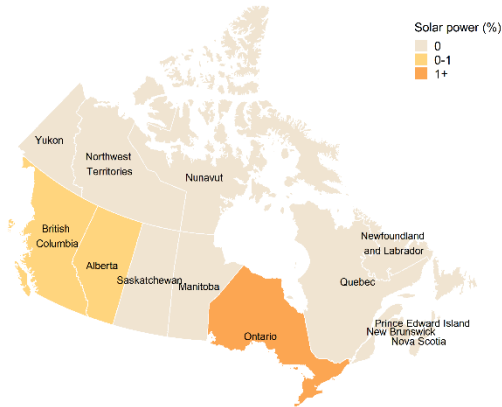 Solar power (%)
0
0-1
1+
Yukon
Northwest
Territories
Nunavut
British
Columbia
Alberta
Saskatchewan
Manitoba
Ontario
Quebec
Newfoundland
and Labrador
Prince Edward Island
New Brunswick
Nova Scotia